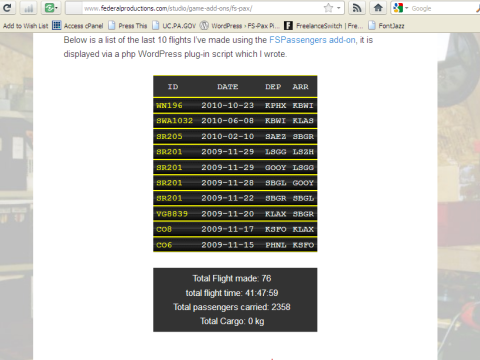 www.federalproductions.com/studio/game-add-ons/fs-pax/
Google
Add to Wish List
Access cPanel
Press This
UC.PA.GOV
WordPress › FS-Pax Pi...
FreelanceSwitch | Free...
FontJazz
Below is a list of the last 10 flights I've made using the FSPassengers add-on, it is
displayed via a php WordPress plug-in script which I wrote.
ID DATE DEP ARR
WN196 2010-10-23 KPHX KBWI
SWA1032 2010-06-08 KBWI KLAS
SR205 2010-02-10 SAEZ SBGR
SR201 2009-11-29 LSGG LSZH
SR201 2009-11-29 GOOY LSGG
SR201 2009-11-28 SBGL GOOY
SR201 2009-11-22 SBGR SBGL
VG8839 2009-11-20 KLAX SBGR
CO8 2009-11-17 KSFO KLAX
CO6 2009-11-15 PHNL KSFO
Total Flight made: 76
total flight time: 41:47:59
Total passengers carried: 2358
Total Cargo: 0 kg